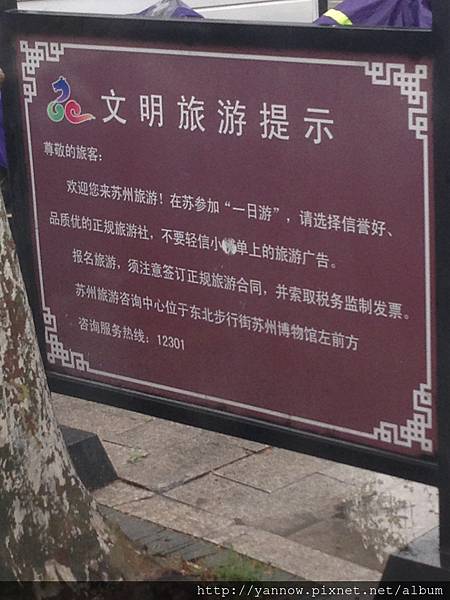 文明旅游提示
尊敬的旅客：
欢迎您来苏州旅游！在苏参加“一日游”，请选择信誉好、
品质优的正规旅游社，不要轻信小 单上的旅游广告。
报名旅游，须注意签订正规旅游合同，并索取税务监制发票。
苏州旅游咨询中心位于东北步行街苏州博物馆左前方
咨询服务热线：12301
http://yannow.pixnet.net/album